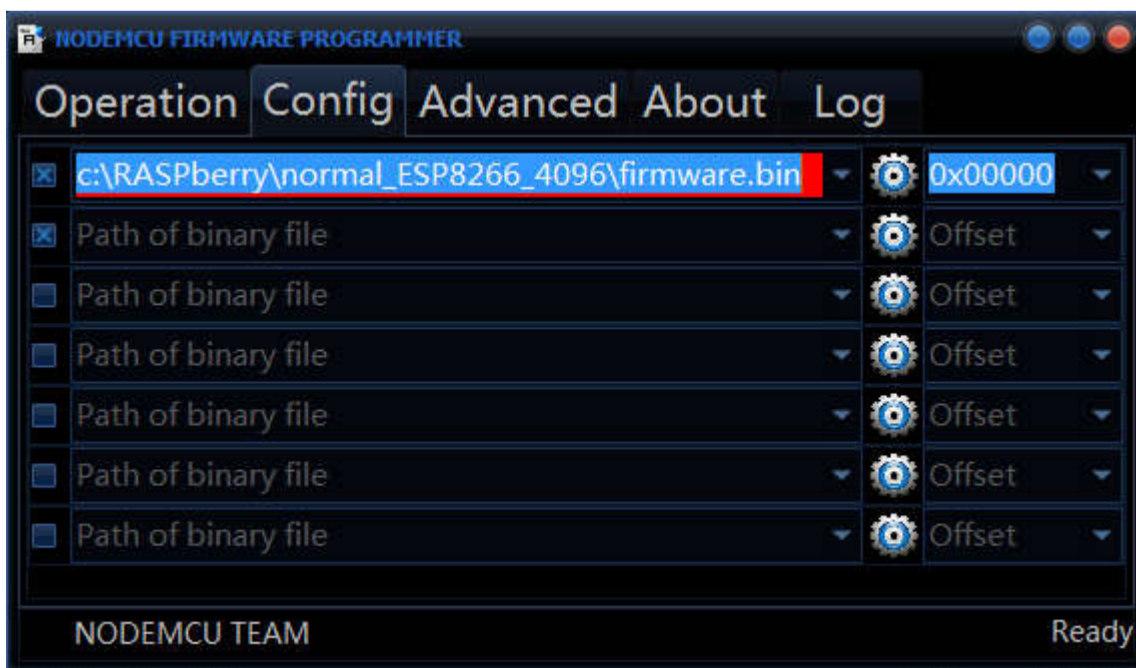 NODEMCU FIRMWARE PROGRAMMER
Operation Config Advanced About Log
c:\RASPberry\normal_ESP8266_4096\firmware.bin 0x00000
Path of binary file Offset
Path of binary file Offset
Path of binary file Offset
Path of binary file Offset
Path of binary file Offset
Path of binary file Offset
NODEMCU TEAM Ready